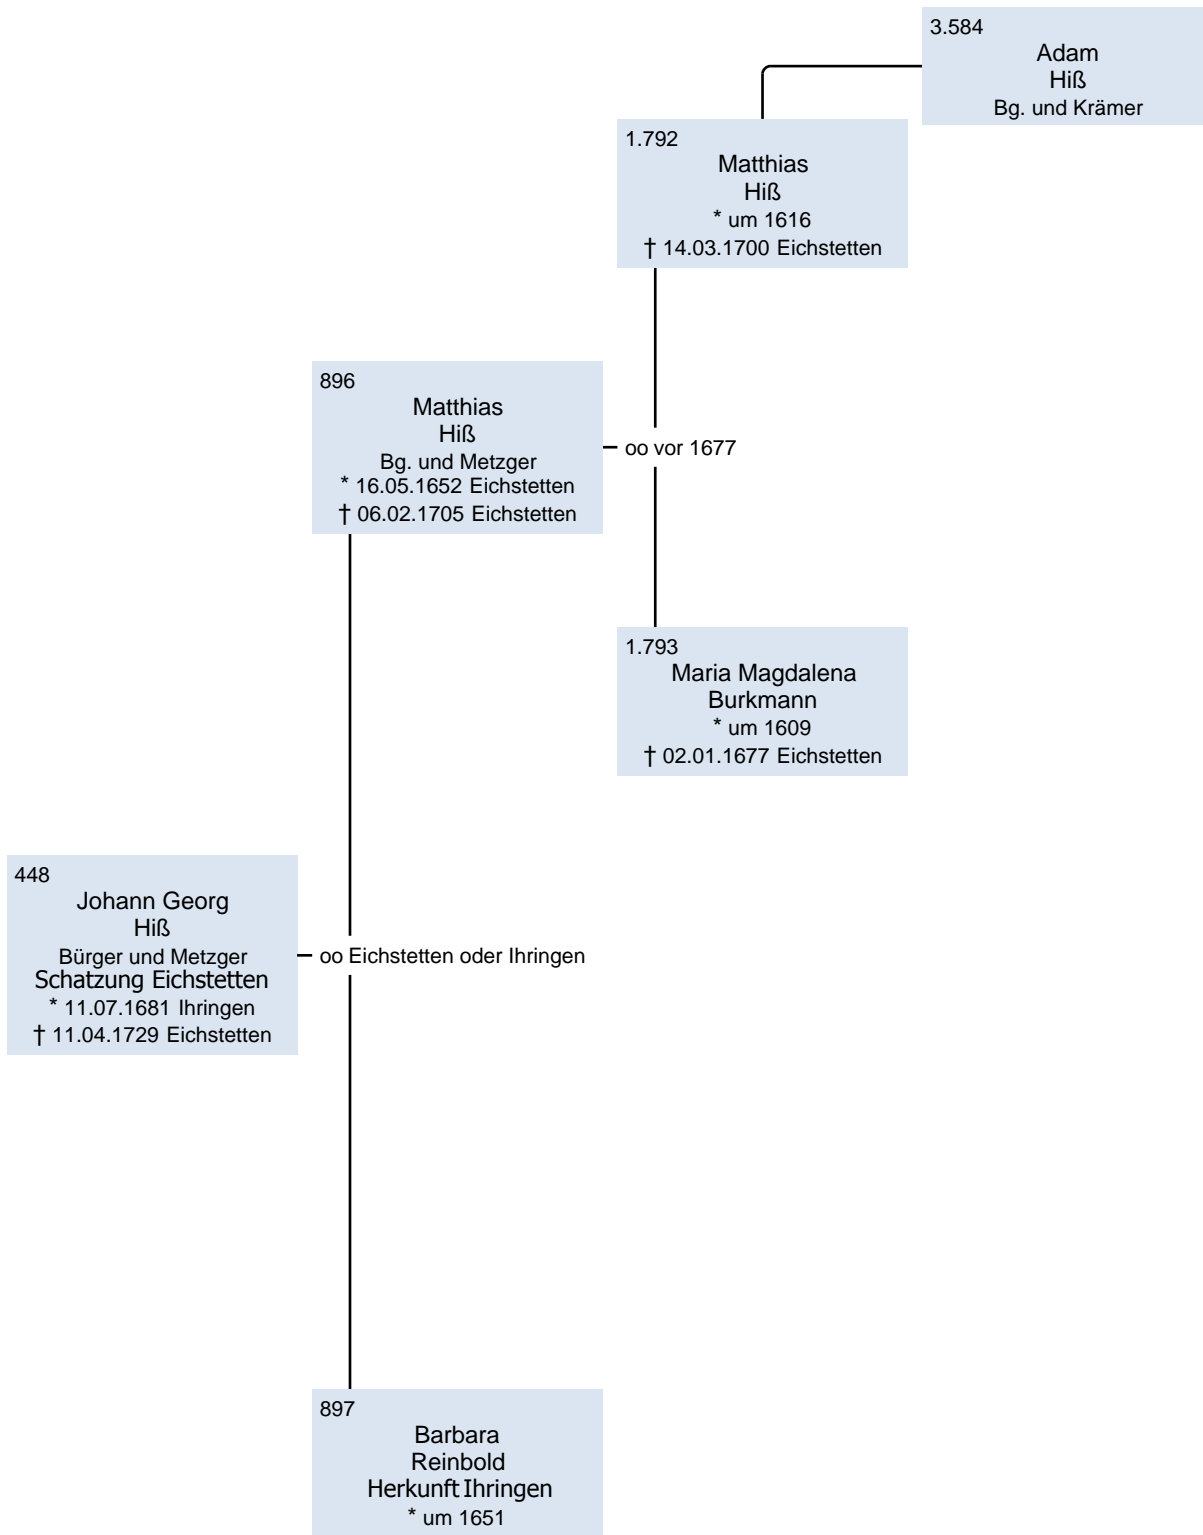 3.584
Adam
Hiß
Bg. und Krämer
1.792
Matthias
Hiß
* um 1616
† 14.03.1700 Eichstetten
896
Matthias
Hiß
Bg. und Metzger
* 16.05.1652 Eichstetten
† 06.02.1705 Eichstetten
oo vor 1677
1.793
Maria Magdalena
Burkmann
* um 1609
† 02.01.1677 Eichstetten
448
Johann Georg
Hiß
Bürger und Metzger
Schatzung Eichstetten
* 11.07.1681 Ihringen
† 11.04.1729 Eichstetten
oo Eichstetten oder Ihringen
897
Barbara
Reinbold
Herkunft Ihringen
* um 1651